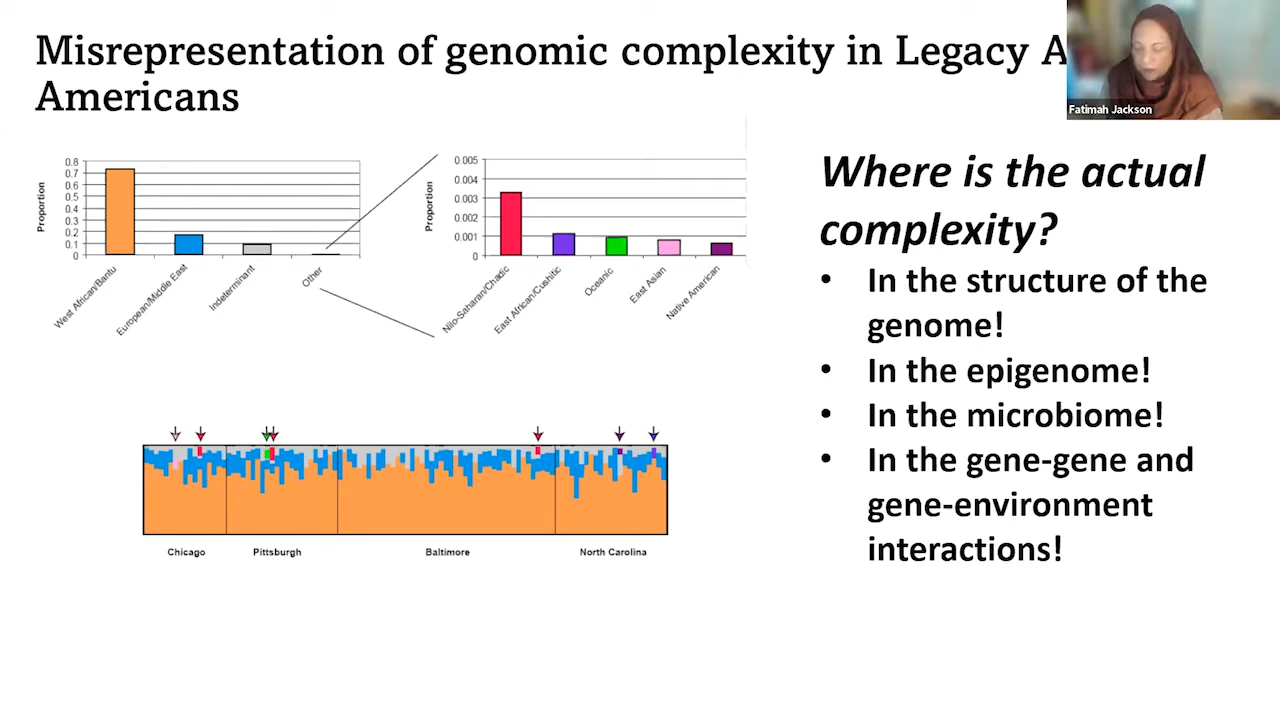 Misrepresentation of genomic complexity in Legacy A
Americans
Fatimah Jackson
Proportion
0.8
0.7
0.6
0.5
0.4
0.3
0.2
0.1
0
West African/Bantu
European/Middle East
Indeterminant
Other
Proportion
0.005
0.004
0.003
0.002
0.001
0
Nilo-Saharan/Chadic
East African/Cushitic
Oceanic
East Asian
Native American
Where is the actual
complexity?
• In the structure of the
genome!
• In the epigenome!
• In the microbiome!
• In the gene-gene and
gene-environment
interactions!
Chicago
Pittsburgh
Baltimore
North Carolina